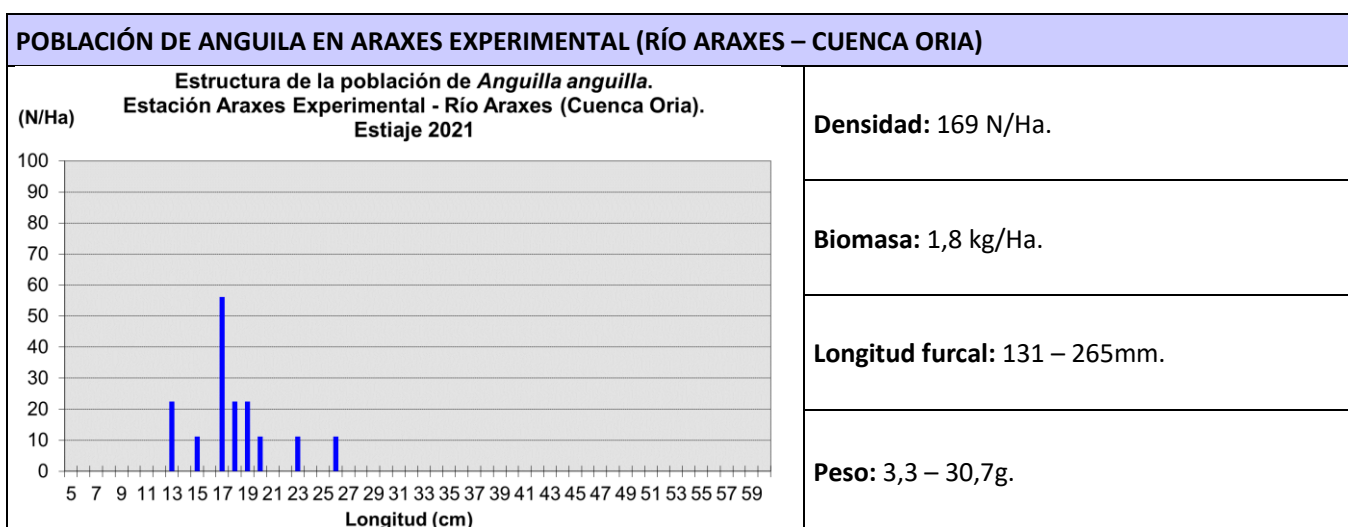 POBLACIÓN DE ANGUILA EN ARAXES EXPERIMENTAL (RÍO ARAXES – CUENCA ORIA)
Estructura de la población de Anguilla anguilla.
Estación Araxes Experimental - Río Araxes (Cuenca Oria).
Estiaje 2021
(N/Ha)
100
90
80
70
60
50
40
30
20
10
0
5 7 9 11 13 15 17 19 21 23 25 27 29 31 33 35 37 39 41 43 45 47 49 51 53 55 57 59
Longitud (cm)
Densidad: 169 N/Ha.
Biomasa: 1,8 kg/Ha.
Longitud furcal: 131 – 265mm.
Peso: 3,3 – 30,7g.